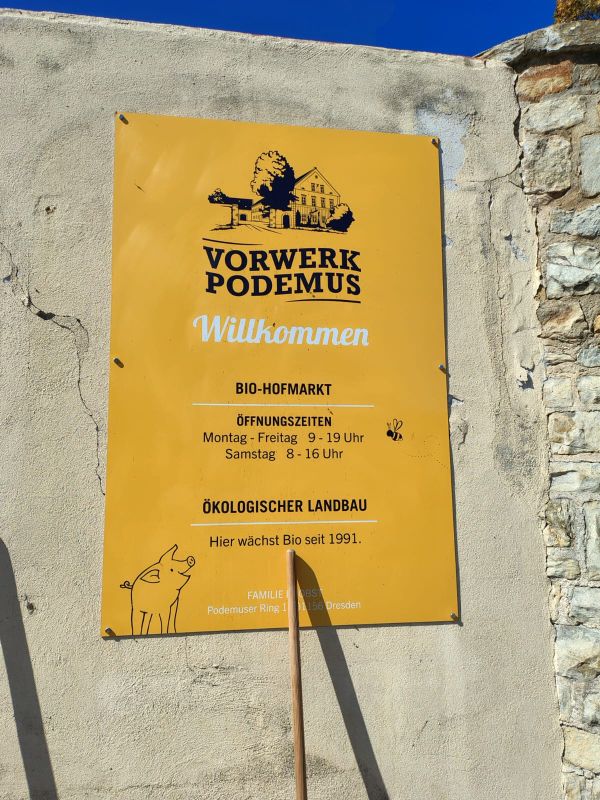 VORWERK
PODEMUS
Willkommen
BIO-HOFMARKT
ÖFFNUNGSZEITEN
Montag - Freitag 9 - 19 Uhr
Samstag 8 - 16 Uhr
ÖKOLOGISCHER LANDBAU
Hier wächst Bio seit 1991.
FAMILIE
Podemuser Ring Dresden